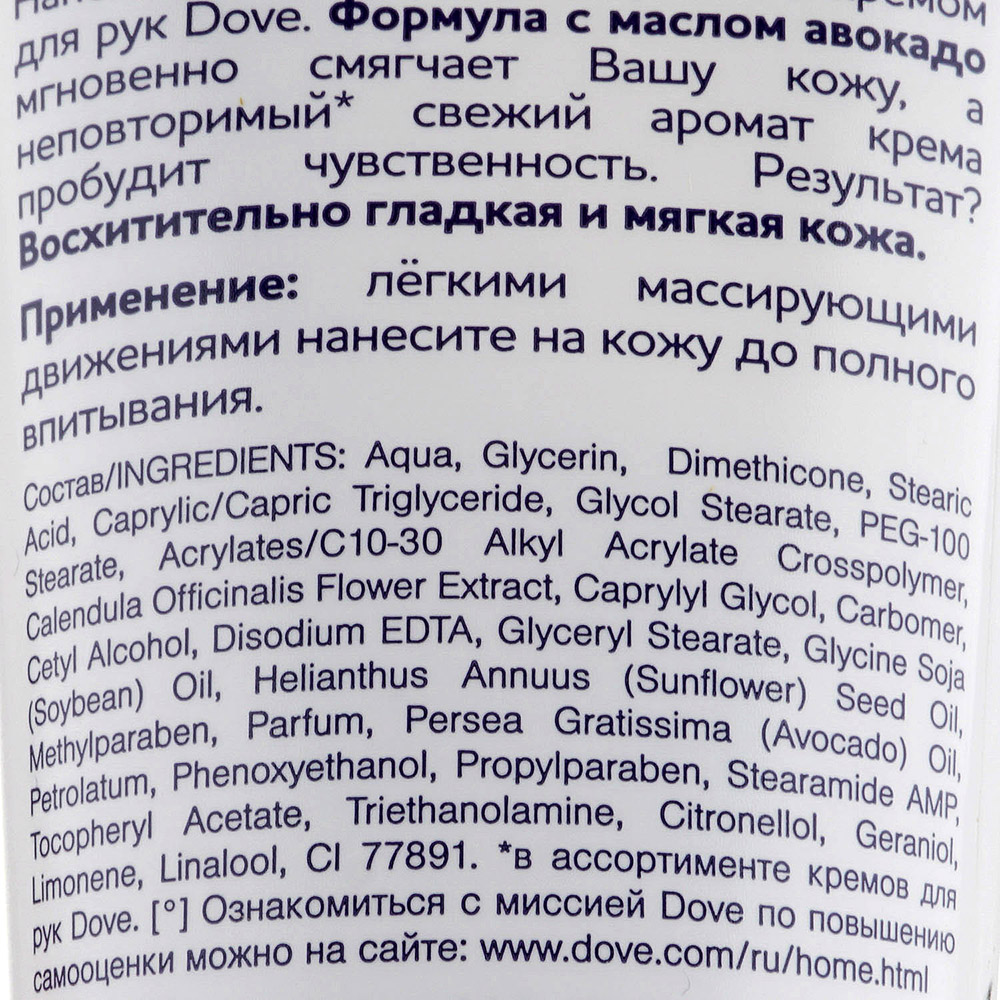 для рук Dove. Формула с маслом авокадо
мгновенно смягчает Вашу кожу, а
неповторимый* свежий аромат крема
пробудит чувственность. Результат?
Восхитительно гладкая и мягкая кожа.
Применение: лёгкими массирующими
движениями нанесите на кожу до полного
впитывания.
Состав/INGREDIENTS: Aqua, Glycerin, Dimethicone, Stearic
Acid, Caprylic/Capric Triglyceride, Glycol Stearate, PEG-100
Stearate, Acrylates/C10-30 Alkyl Acrylate Crosspolymer,
Calendula Officinalis Flower Extract, Caprylyl Glycol, Carbomer,
Cetyl Alcohol, Disodium EDTA, Glyceryl Stearate, Glycine Soja
(Soybean) Oil, Helianthus Annuus (Sunflower) Seed Oil,
Methylparaben, Parfum, Persea Gratissima (Avocado) Oil,
Petrolatum, Phenoxyethanol, Propylparaben, Stearamide AMP,
Tocopheryl Acetate, Triethanolamine, Citronellol, Geraniol,
Limonene, Linalool, CI 77891. *в ассортименте кремов для
рук Dove. [°] Ознакомиться с миссией Dove по повышению
самооценки можно на сайте: www.dove.com/ru/home.html